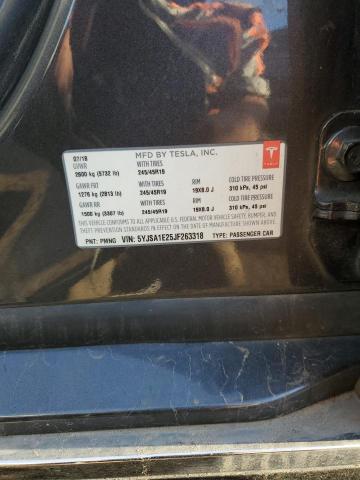 MFD BY TESLA, INC.
07/18
GVWR WITH TIRES
2600 kg (5732 lb) 245/45R19
GAWR FRT WITH TIRES RIM COLD TIRE PRESSURE
1276 kg (2813 lb) 245/45R19 19X8.0 J 310 kPa, 45 psi
GAWR RR WITH TIRES RIM COLD TIRE PRESSURE
1500 kg (3307 lb) 245/45R19 19X8.0 J 310 kPa, 45 psi
THIS VEHICLE CONFORMS TO ALL APPLICABLE U.S. FEDERAL MOTOR VEHICLE SAFETY, BUMPER, AND
THEFT PREVENTION STANDARDS IN EFFECT ON THE DATE OF MANUFACTURE SHOWN ABOVE.
PNT: PMNG VIN: 5YJSA1E25JF263318 TYPE: PASSENGER CAR
TESLA